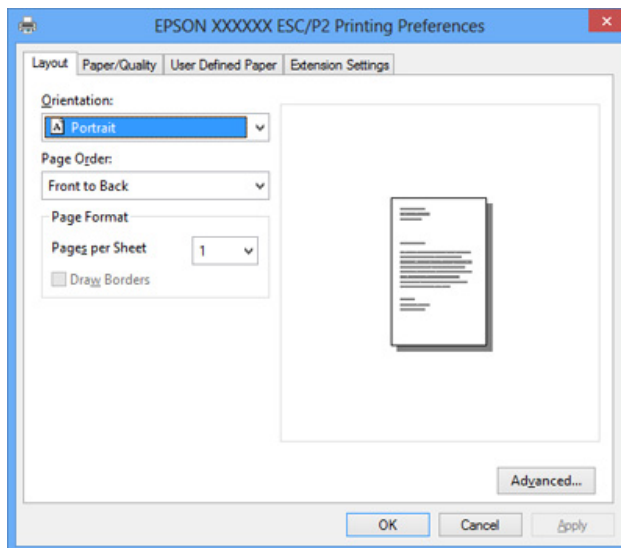 EPSON XXXXXX ESC/P2 Printing Preferences
Layout Paper/Quality User Defined Paper Extension Settings
Orientation:
Portrait
Page Order:
Front to Back
Page Format
Pages per Sheet 1
Draw Borders
Advanced...
OK Cancel Apply